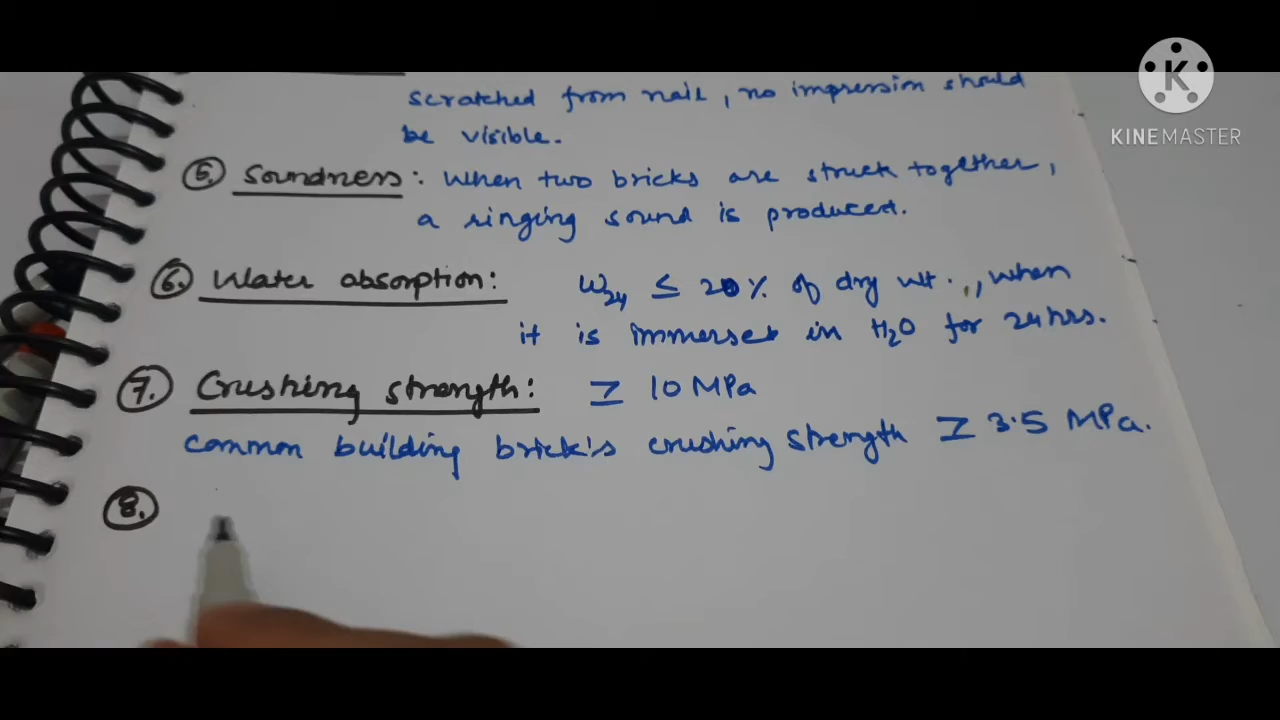 scratched from nail, no impression should
be visible.
5. Soundness: When two bricks are struck together,
a ringing sound is produced.
6. Water absorption: W24 ≤ 20% of dry wt., when
it is immersed in H2O for 24 hrs.
7. Crushing strength: ≥ 10 MPa
Common building brick's crushing strength ≥ 3.5 MPa.
8.
K
KINEMASTER